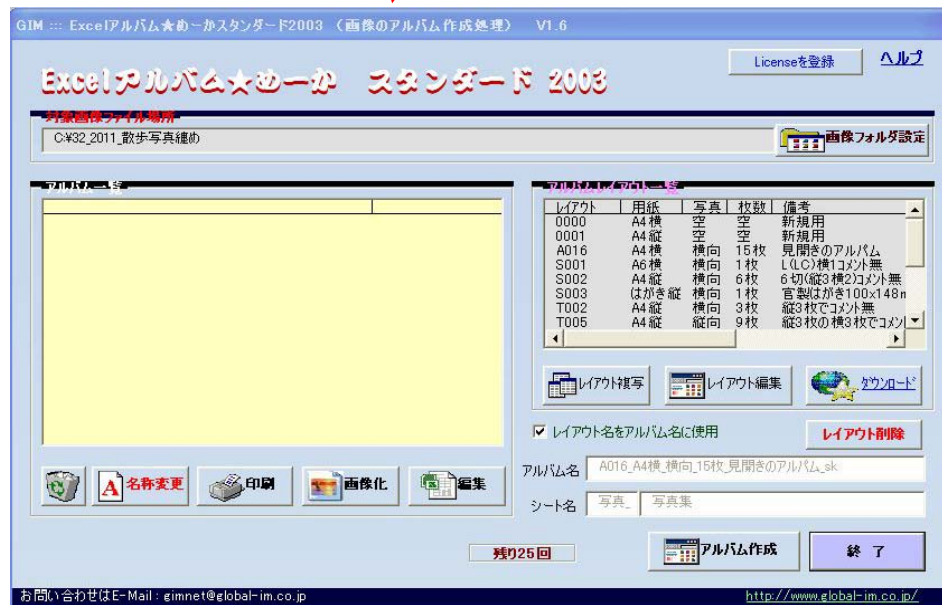 GIM ::: Excelアルバム★めーかスタンダード2003 （画像のアルバム作成処理） V1.6
Excelアルバム★めーか スタンダード 2003
Licenseを登録
ヘルプ
対象画像ファイル場所
C:¥32_2011_散歩写真纏め
画像フォルダ設定
アルバム一覧
アルバムレイアウト一覧
レイアウト 用紙 写真 枚数 備考
0000 A4横 空 空 新規用
0001 A4縦 空 空 新規用
A016 A4横 横向 15枚 見開きのアルバム
S001 A6横 横向 1枚 L(LC)横1コメント無
S002 A4縦 横向 6枚 6切(縦3横2)コメント無
S003 はがき縦 横向 1枚 官製はがき100x148m
T002 A4縦 横向 3枚 縦3枚でコメント無
T005 A4縦 縦向 9枚 縦3枚の横3枚でコメン
レイアウト複写
レイアウト編集
ダウンロード
レイアウト名をアルバム名に使用
レイアウト削除
アルバム名 A016_A4横_横向_15枚_見開きのアルバム_sk
シート名 写真_ 写真集
名称変更
印刷
画像化
編集
残り25回
アルバム作成
終 了
お問い合わせはE-Mail : gimnet@global-im.co.jp
http://www.global-im.co.jp/